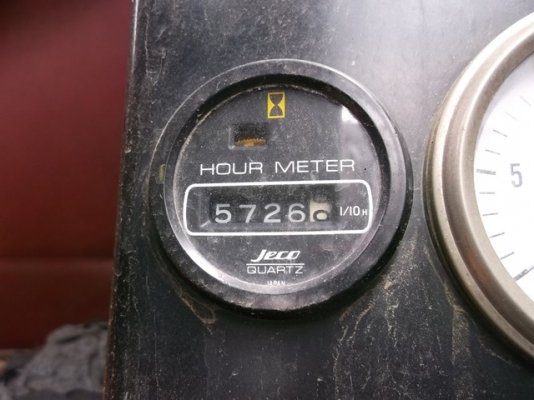 HOUR METER
5726 1/10H
Jeco
QUARTZ
JAPAN
5